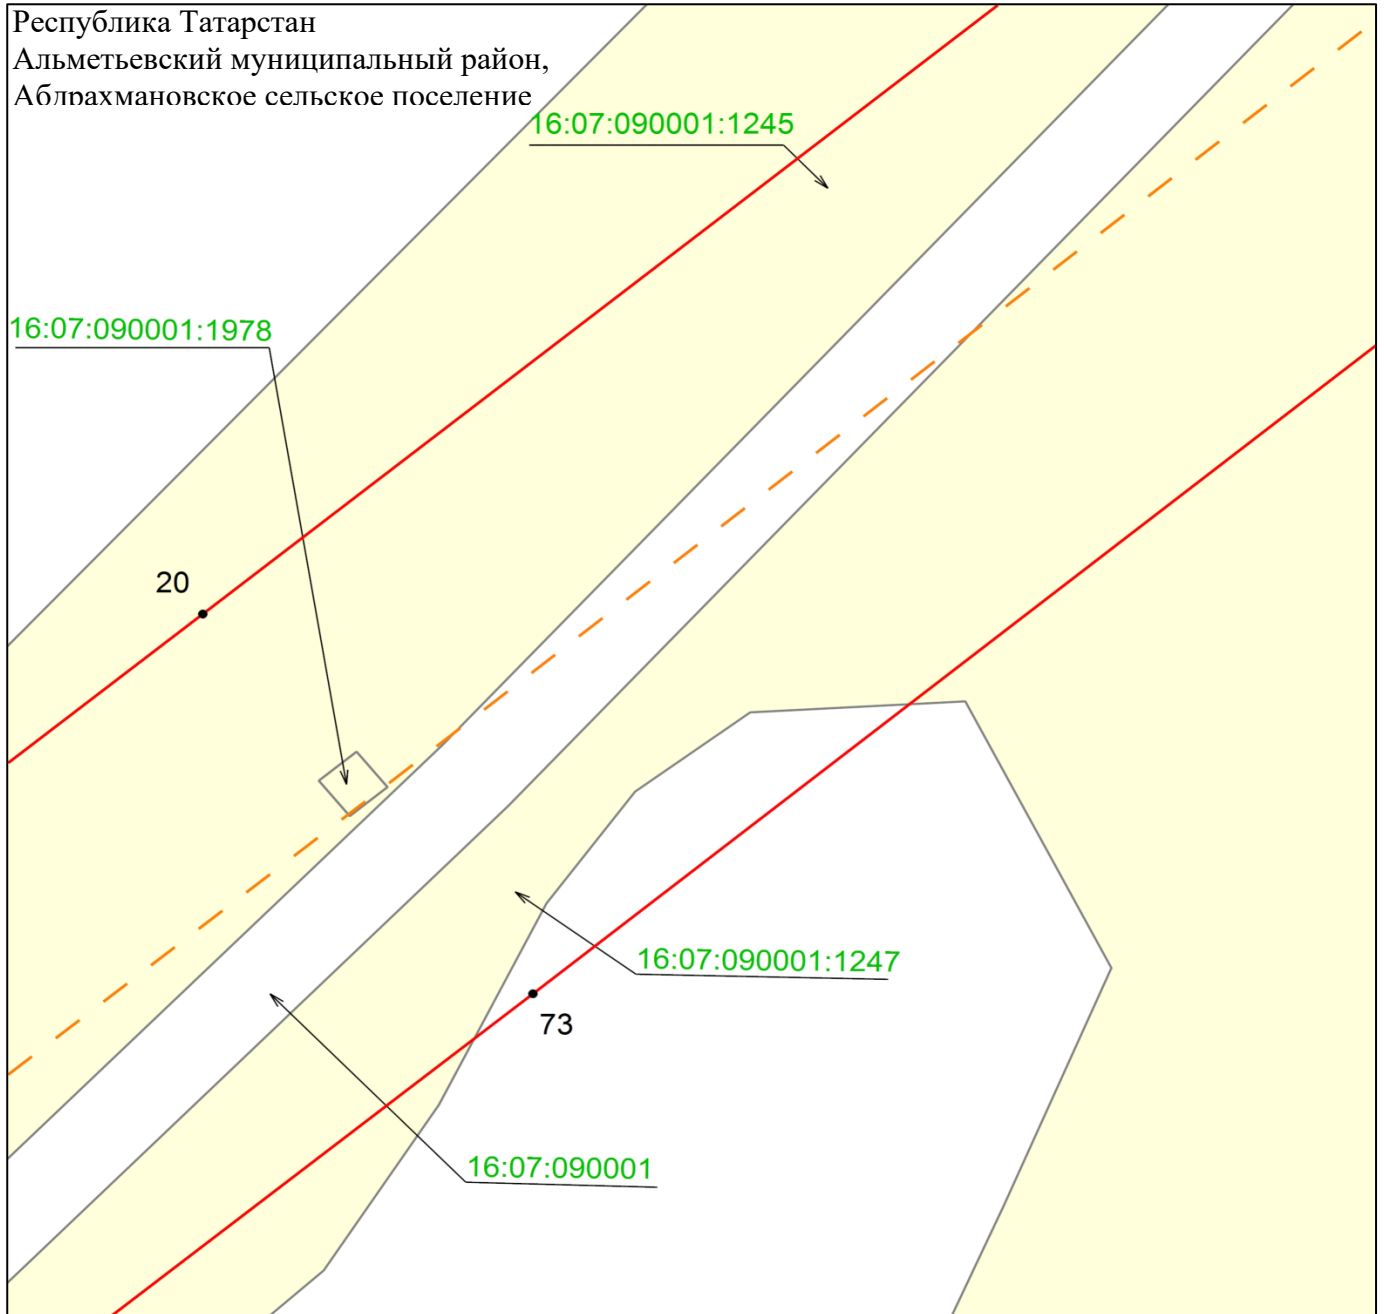 Республика Татарстан
Альметьевский муниципальный район,
Абдрахмановское сельское поселение
16:07:090001:1245
16:07:090001:1978
20
16:07:090001:1247
73
16:07:090001